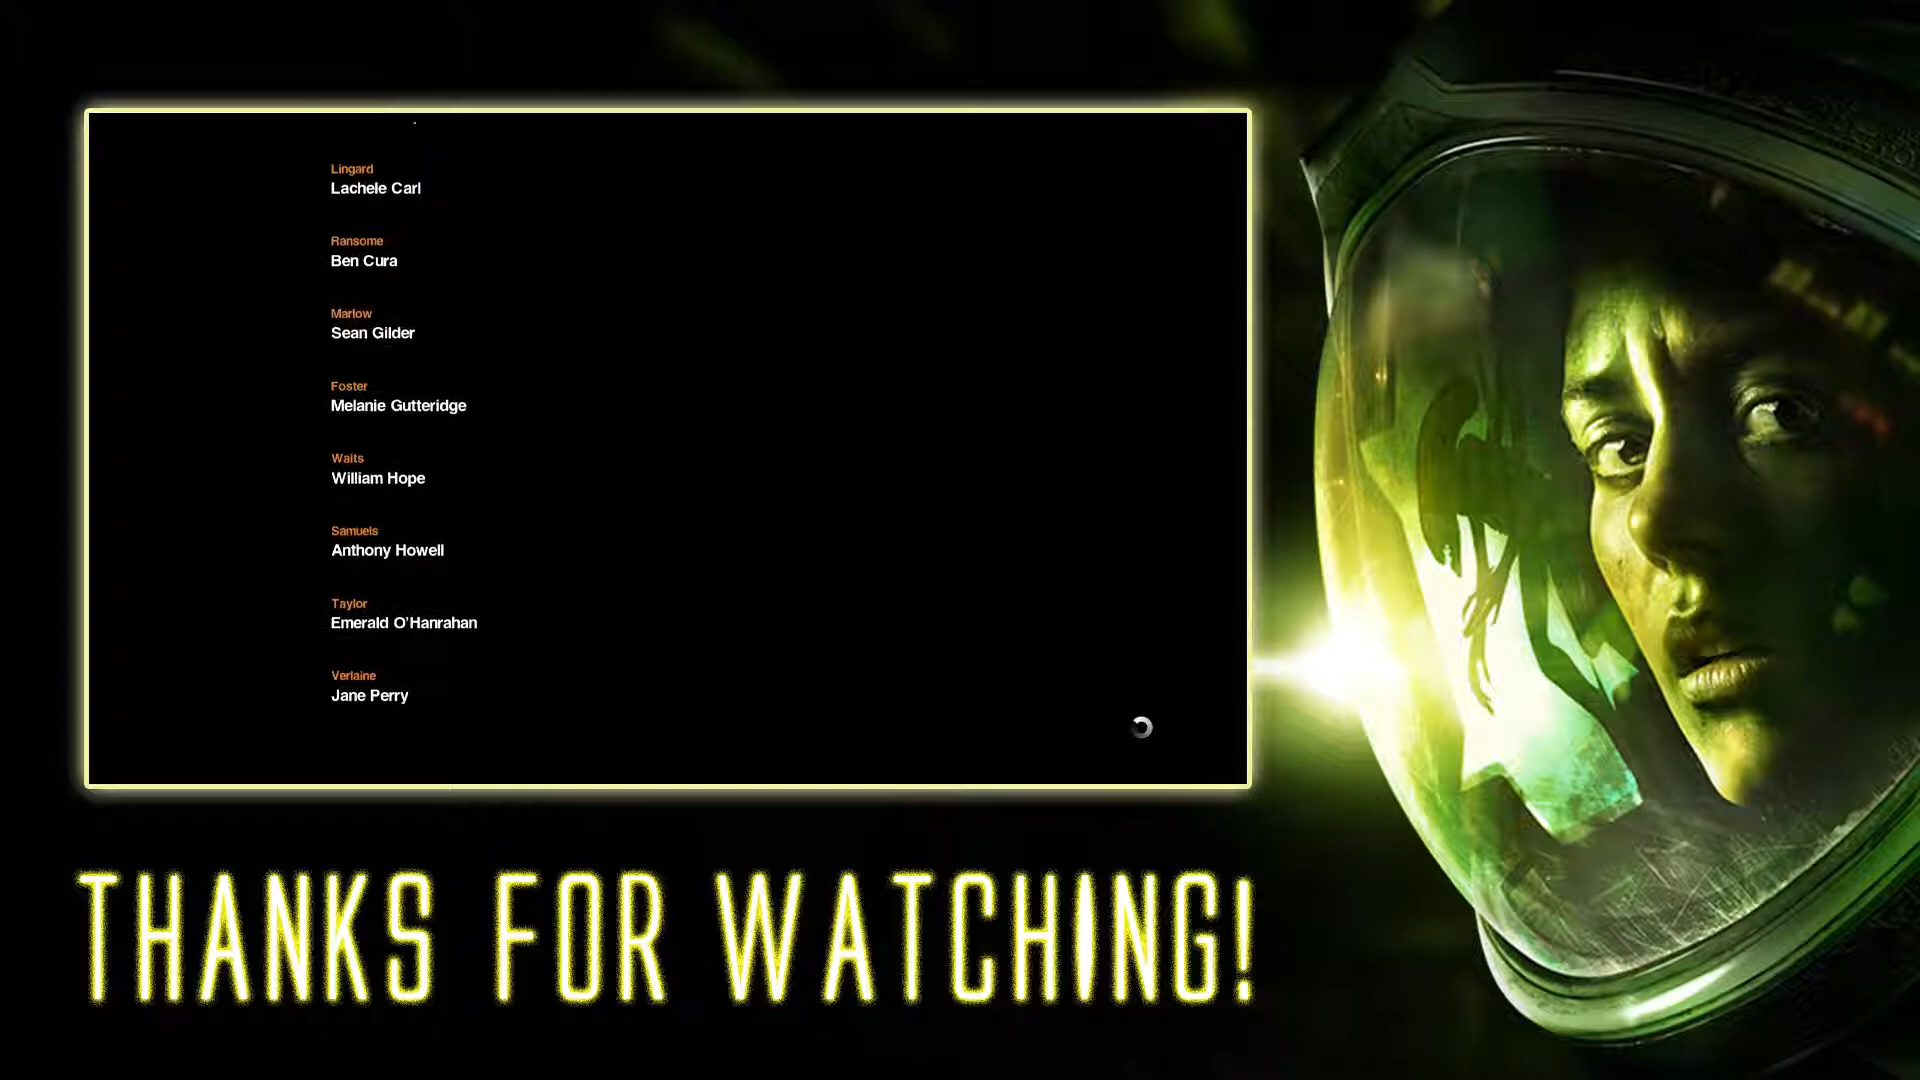 Lingard
Lachele Carl
Ransome
Ben Cura
Marlow
Sean Gilder
Foster
Melanie Gutteridge
Waits
William Hope
Samuels
Anthony Howell
Taylor
Emerald O'Hanrahan
Verlaine
Jane Perry
THANKS FOR WATCHING!